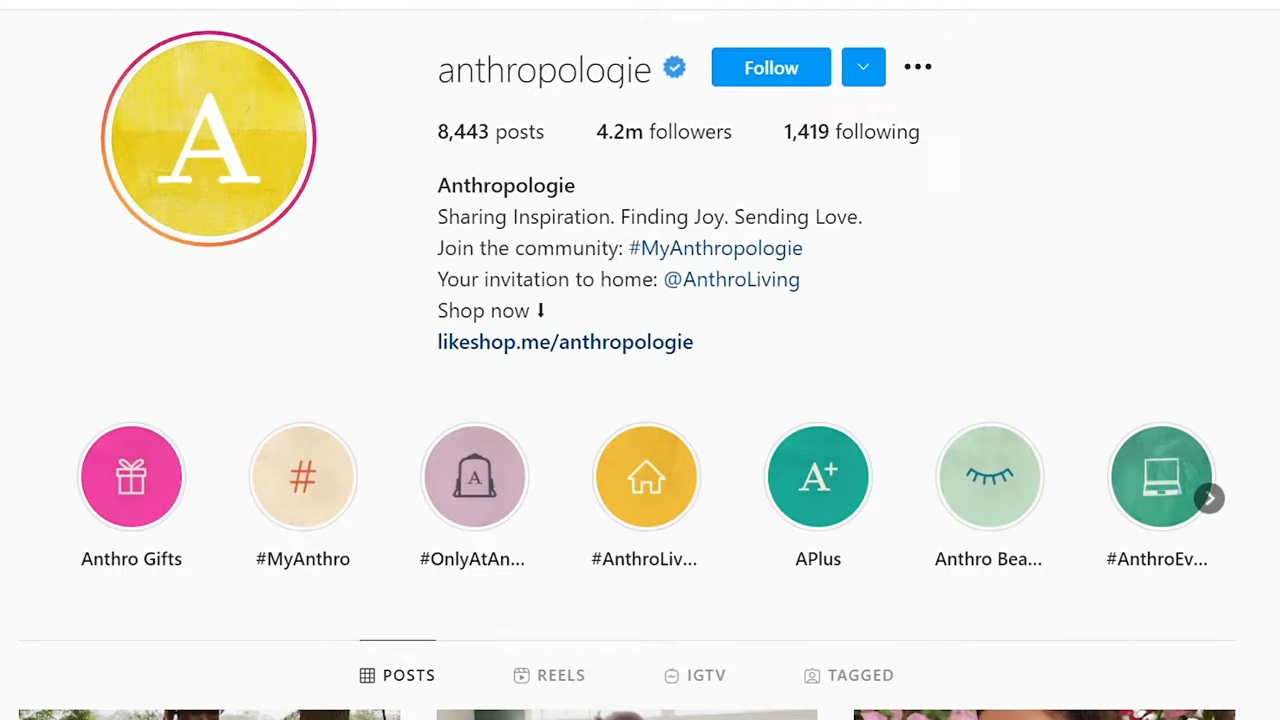 A
anthropologie
Follow
8,443 posts 4.2m followers 1,419 following
Anthropologie
Sharing Inspiration. Finding Joy. Sending Love.
Join the community: #MyAnthropologie
Your invitation to home: @AnthroLiving
Shop now ⬇
likeshop.me/anthropologie
# A A+
Anthro Gifts #MyAnthro #OnlyAtAn... #AnthroLiv... APlus Anthro Bea... #AnthroEv...
POSTS REELS IGTV TAGGED